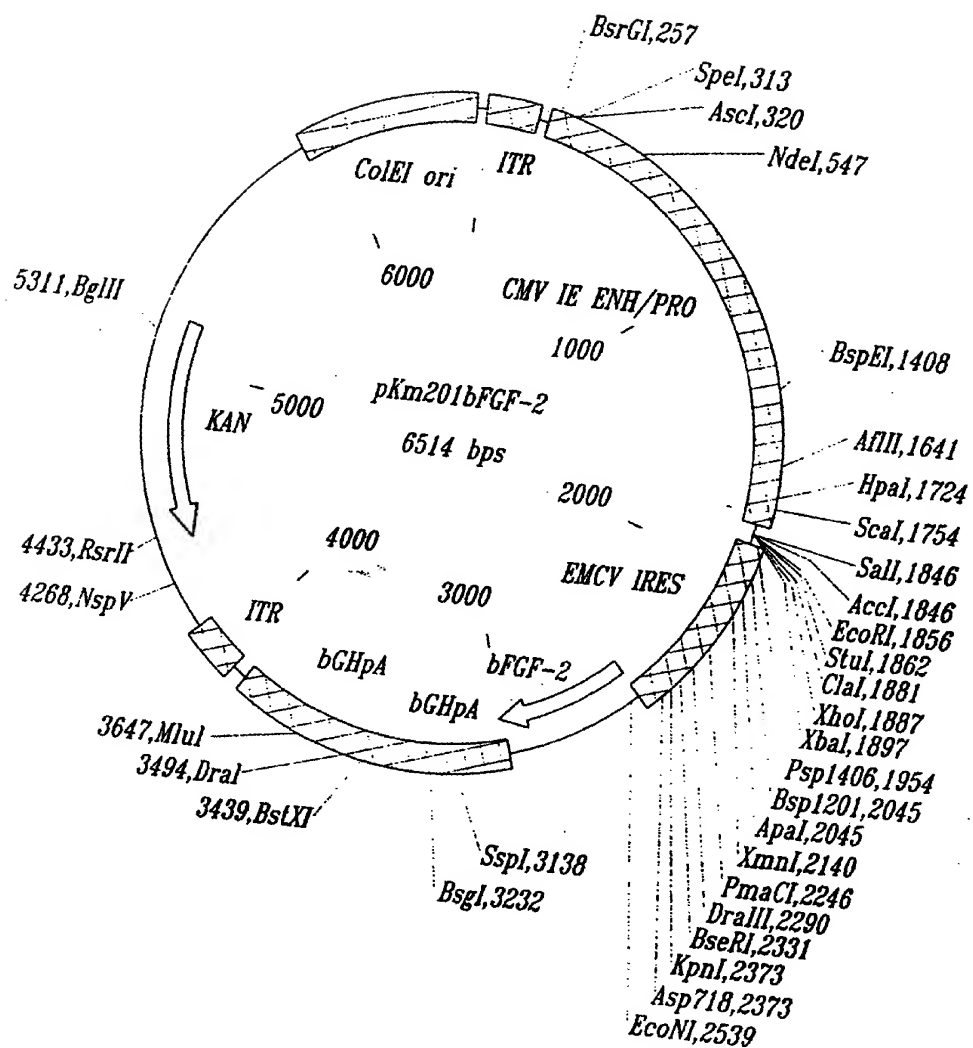 BsrGI,257
SpeI,313
AscI,320
NdeI,547
ColEI ori
ITR
6000
CMV IE ENH/PRO
5311,BglII
1000
BspEI,1408
KAN
5000
pKm201bFGF-2
6514 bps
AflII,1641
HpaI,1724
2000
ScaI,1754
4433,RsrII
4000
EMCV IRES
SalI,1846
4268,NspV
3000
AccI,1846
ITR
EcoRI,1856
bGHpA
bFGF-2
StuI,1862
bGHpA
ClaI,1881
XhoI,1887
3647,MluI
XbaI,1897
3494,DraI
Psp1406,1954
3439,BstXI
Bsp1201,2045
ApaI,2045
SspI,3138
XmnI,2140
BsgI,3232
PmaCI,2246
DraIII,2290
BseRI,2331
KpnI,2373
Asp718,2373
EcoNI,2539